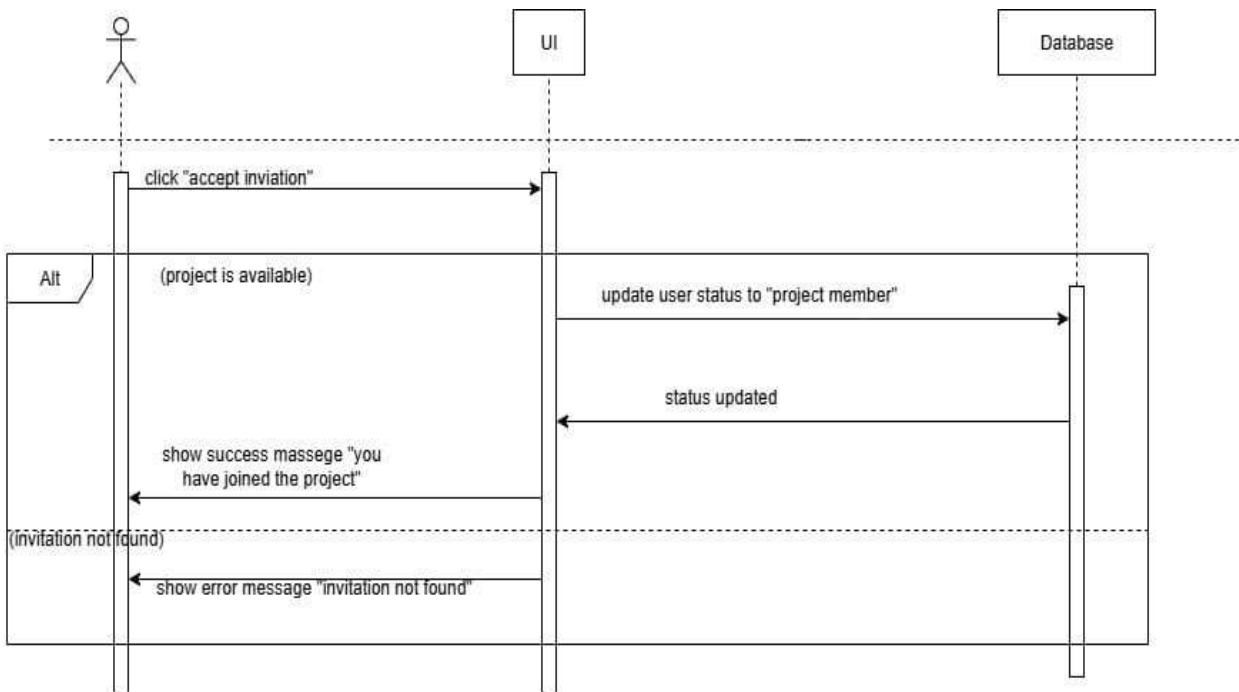 UI
Database
click "accept inviation"
Alt
(project is available)
update user status to "project member"
status updated
show success massege "you
have joined the project"
(invitation not found)
show error message "invitation not found"